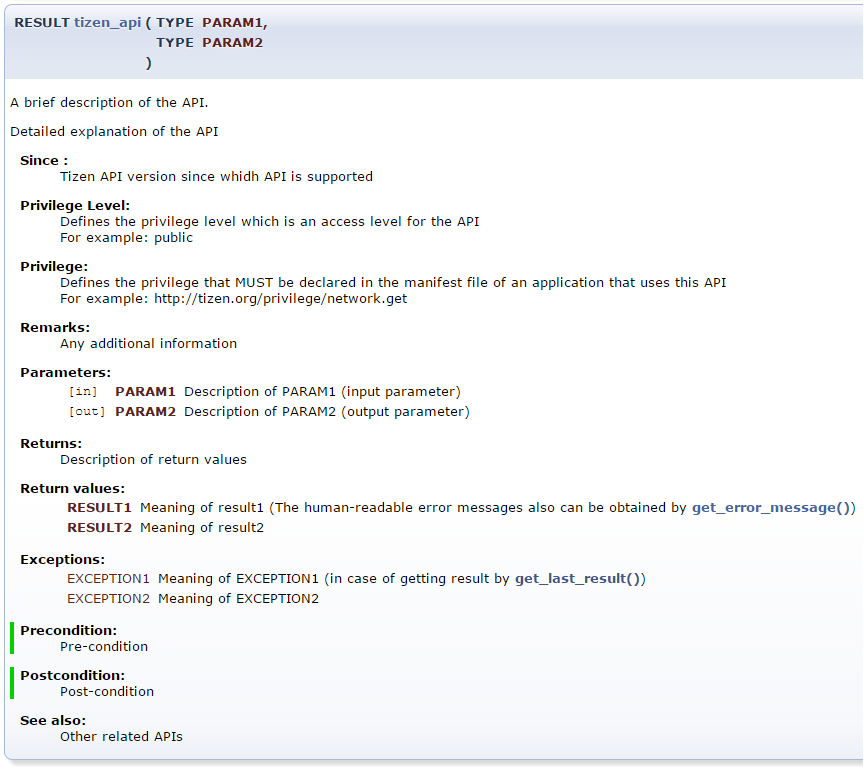 RESULT tizen_api ( TYPE PARAM1,
TYPE PARAM2
)
A brief description of the API.
Detailed explanation of the API
Since :
Tizen API version since whidh API is supported
Privilege Level:
Defines the privilege level which is an access level for the API
For example: public
Privilege:
Defines the privilege that MUST be declared in the manifest file of an application that uses this API
For example: http://tizen.org/privilege/network.get
Remarks:
Any additional information
Parameters:
[in] PARAM1 Description of PARAM1 (input parameter)
[out] PARAM2 Description of PARAM2 (output parameter)
Returns:
Description of return values
Return values:
RESULT1 Meaning of result1 (The human-readable error messages also can be obtained by get_error_message())
RESULT2 Meaning of result2
Exceptions:
EXCEPTION1 Meaning of EXCEPTION1 (in case of getting result by get_last_result())
EXCEPTION2 Meaning of EXCEPTION2
Precondition:
Pre-condition
Postcondition:
Post-condition
See also:
Other related APIs